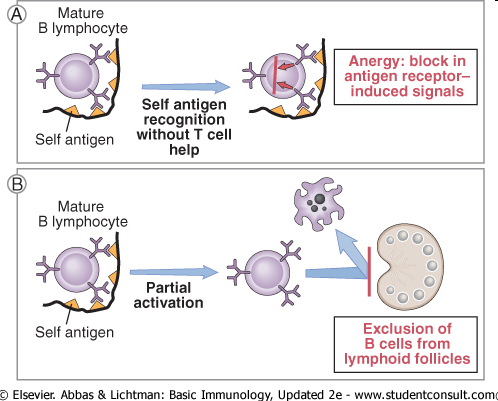 A
Mature
B lymphocyte
Self antigen
Self antigen
recognition
without T cell
help
Anergy: block in
antigen receptor–
induced signals
B
Mature
B lymphocyte
Self antigen
Partial
activation
Exclusion of
B cells from
lymphoid follicles
© Elsevier. Abbas & Lichtman: Basic Immunology, Updated 2e - www.studentconsult.com